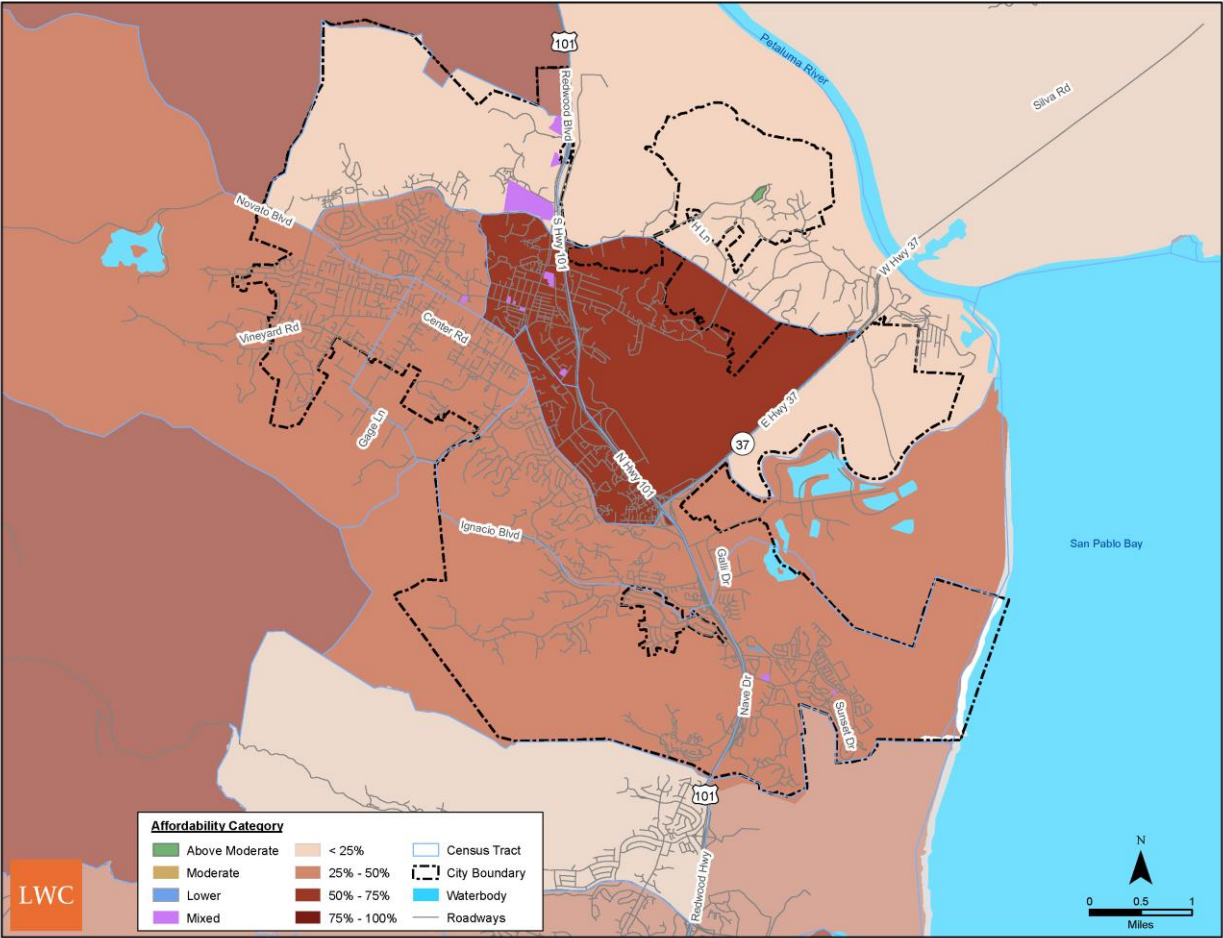 101
Redwood Blvd
Petaluma River
Silva Rd
Novato Blvd
S Hwy 101
H Ln
W Hwy 37
Vineyard Rd
Center Rd
Gage Ln
E Hwy 37
37
N Hwy 101
Ignacio Blvd
Galli Dr
San Pablo Bay
Nave Dr
Sunset Dr
101
Redwood Hwy
Affordability Category
Above Moderate
Moderate
Lower
Mixed
< 25%
25% - 50%
50% - 75%
75% - 100%
Census Tract
City Boundary
Waterbody
Roadways
LWC
N
0 0.5 1
Miles